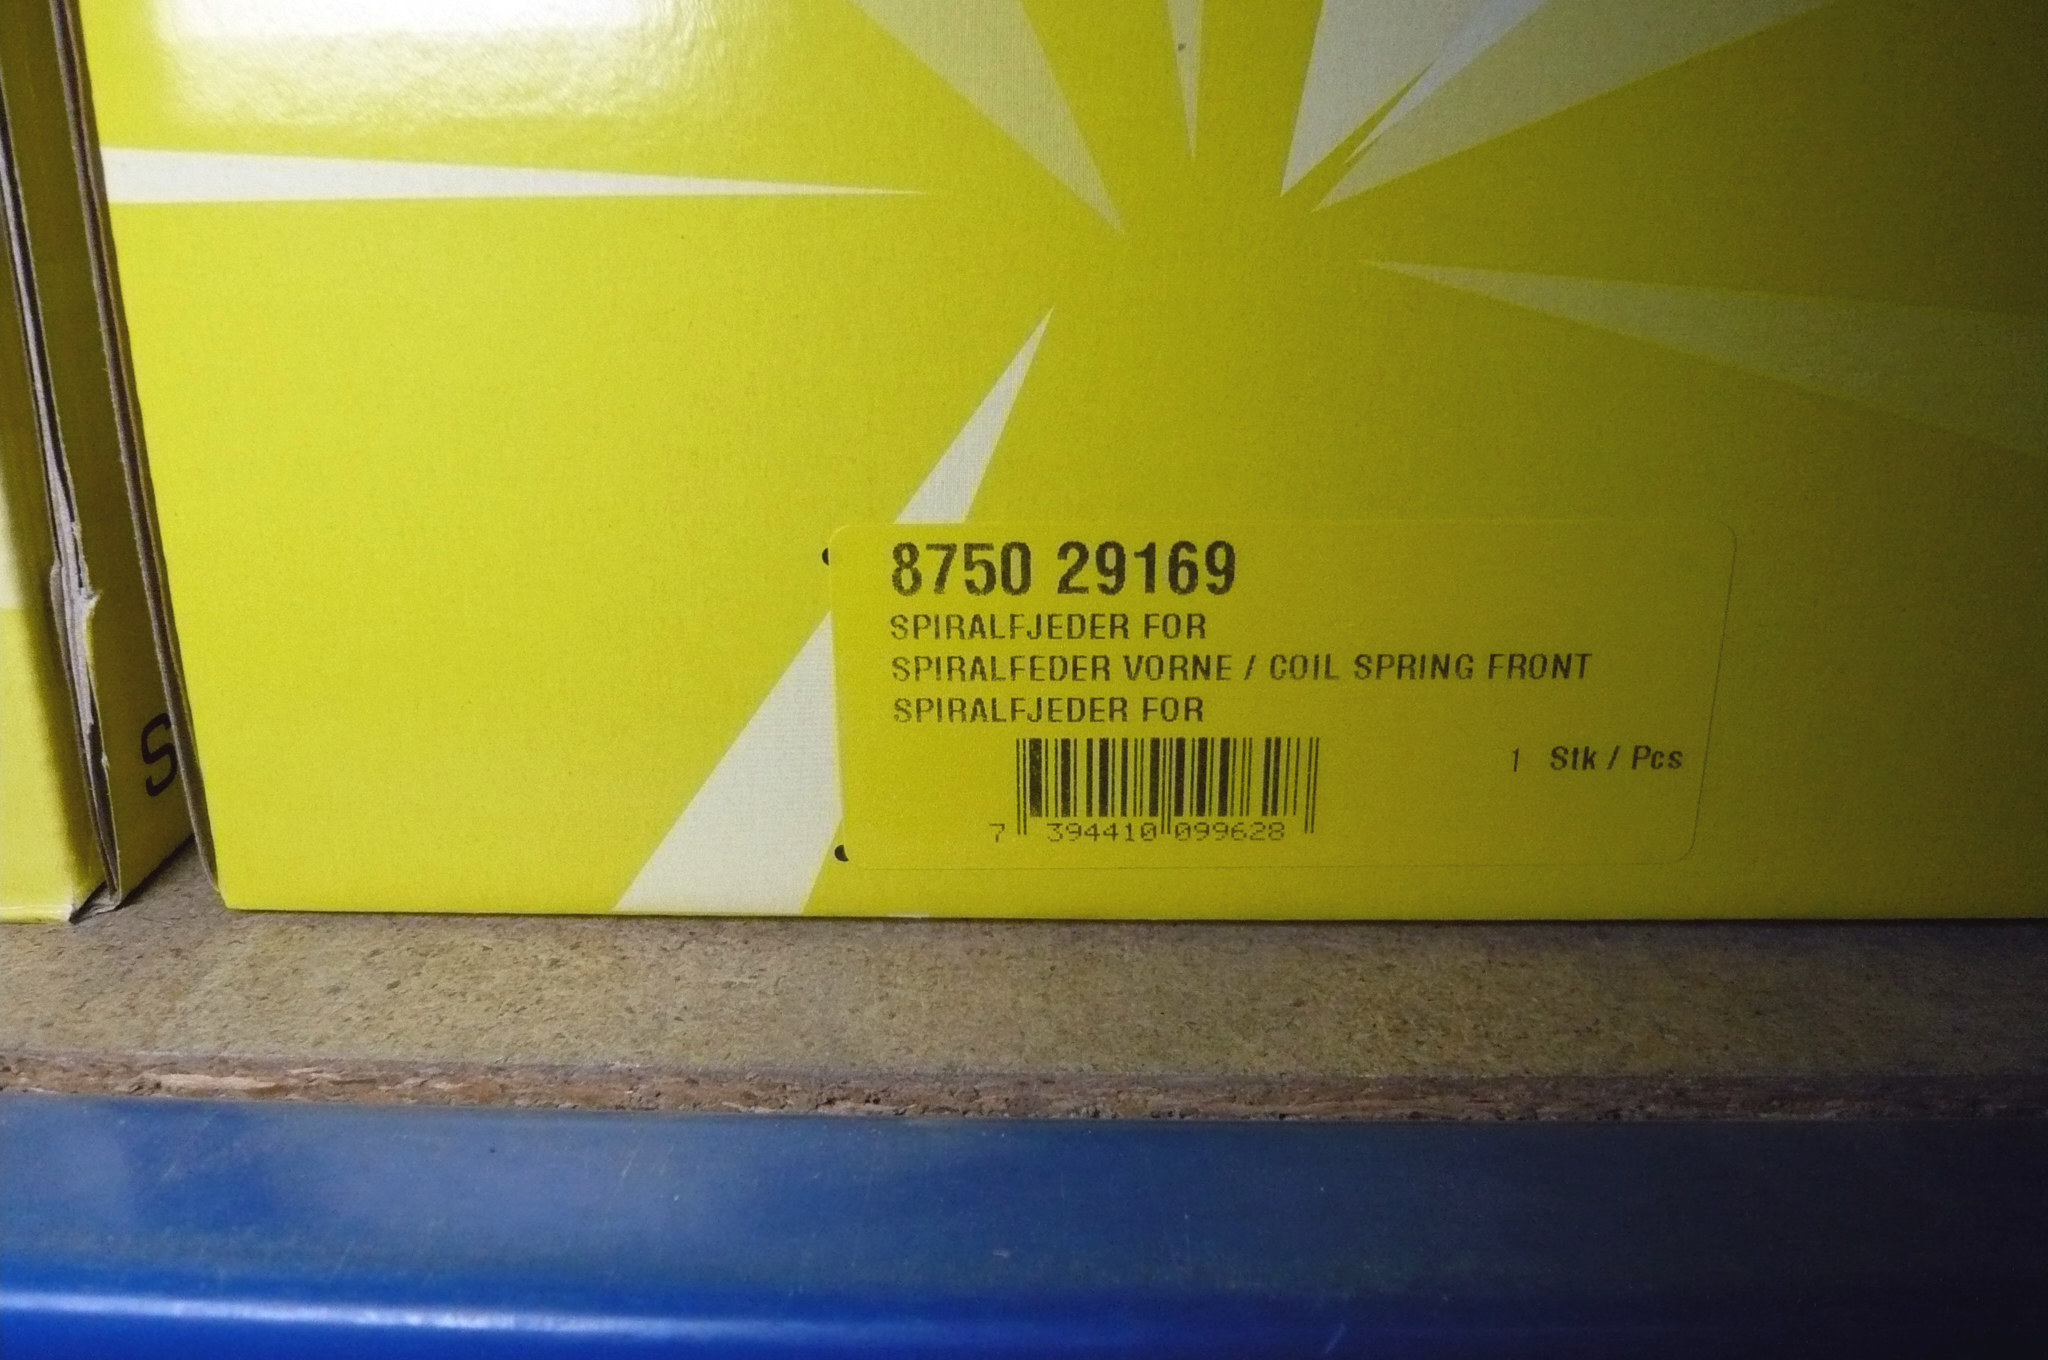 8750 29169
SPIRALFJEDER FOR
SPIRALFEDER VORNE / COIL SPRING FRONT
SPIRALFJEDER FOR
1 Stk / Pcs
7 394410 099628
S